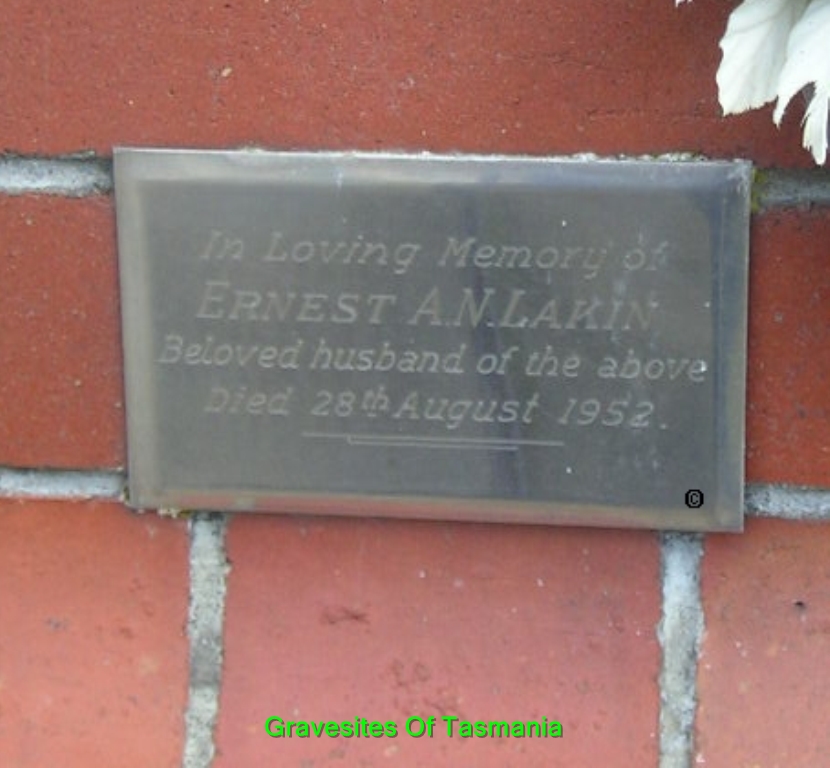 In Loving Memory of
ERNEST A.N.LAKIN
Beloved husband of the above
Died 28th August 1952.
©
Gravesites Of Tasmania